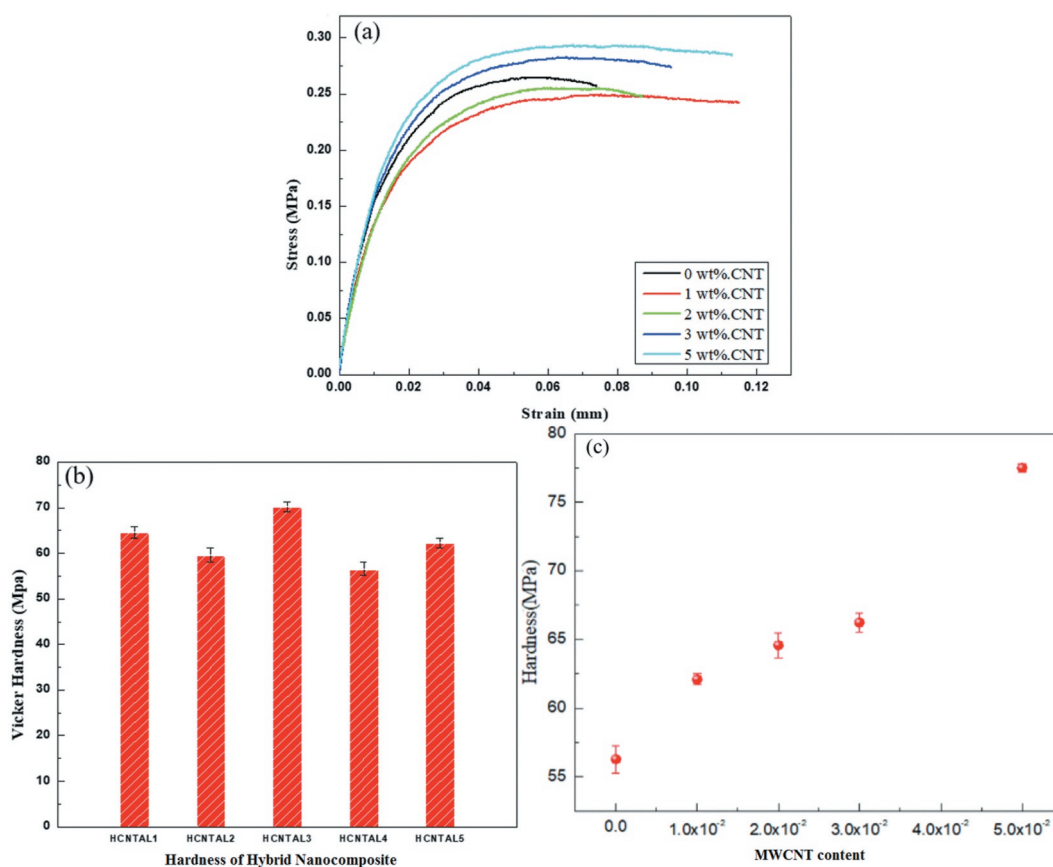 (a)
0.30
0.25
0.20
0.15
0.10
0.05
0.00
Stress (MPa)
0.00 0.02 0.04 0.06 0.08 0.10 0.12
Strain (mm)
0 wt%.CNT
1 wt%.CNT
2 wt%.CNT
3 wt%.CNT
5 wt%.CNT
(b)
80
70
60
50
40
30
20
10
0
Vicker Hardness (Mpa)
HCNTAL1 HCNTAL2 HCNTAL3 HCNTAL4 HCNTAL5
Hardness of Hybrid Nanocomposite
(c)
80
75
70
65
60
55
Hardness(MPa)
0.0 1.0x10⁻² 2.0x10⁻² 3.0x10⁻² 4.0x10⁻² 5.0x10⁻²
MWCNT content